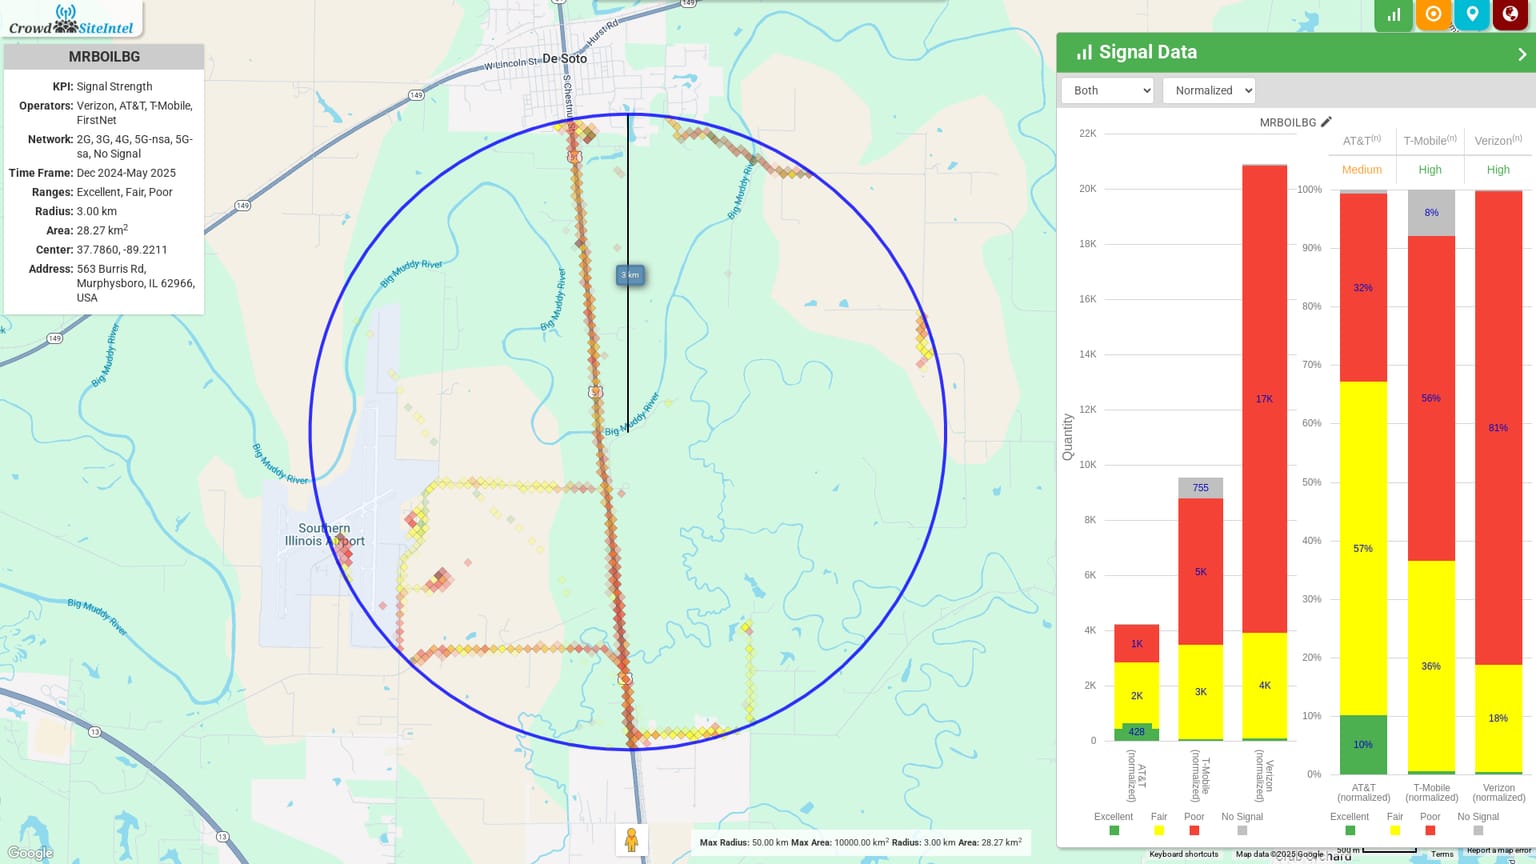 Crowd SiteIntel
MRBOILBG
KPI: Signal Strength
Operators: Verizon, AT&T, T-Mobile,
FirstNet
Network: 2G, 3G, 4G, 5G-nsa, 5G-
sa, No Signal
Time Frame: Dec 2024-May 2025
Ranges: Excellent, Fair, Poor
Radius: 3.00 km
Area: 28.27 km2
Center: 37.7860, -89.2211
Address: 563 Burris Rd,
Murphysboro, IL 62966,
USA
149
Hurst Rd
W Lincoln St
De Soto
S Chestnut
149
149
149
51
Big Muddy River
Big Muddy River
Big Muddy River
3 km
Big Muddy River
51
Big Muddy River
Big Muddy River
Southern
Illinois Airport
Big Muddy River
13
13
Google
Max Radius: 50.00 km Max Area: 10000.00 km2 Radius: 3.00 km Area: 28.27 km2
Signal Data
Both
Normalized
MRBOILBG
22K
20K
18K
16K
14K
12K
10K
8K
6K
4K
2K
0
Quantity
1K
2K
428
755
5K
3K
17K
4K
AT&T
(normalized)
T-Mobile
(normalized)
Verizon
(normalized)
Excellent
Fair
Poor
No Signal
AT&T(n)
T-Mobile(n)
Verizon(n)
Medium
High
High
100%
90%
80%
70%
60%
50%
40%
30%
20%
10%
0%
32%
57%
10%
8%
56%
36%
81%
18%
AT&T
(normalized)
T-Mobile
(normalized)
Verizon
(normalized)
Excellent
Fair
Poor
No Signal
Keyboard shortcuts
Map data ©2025 Google
500 m
Terms
Report a map error